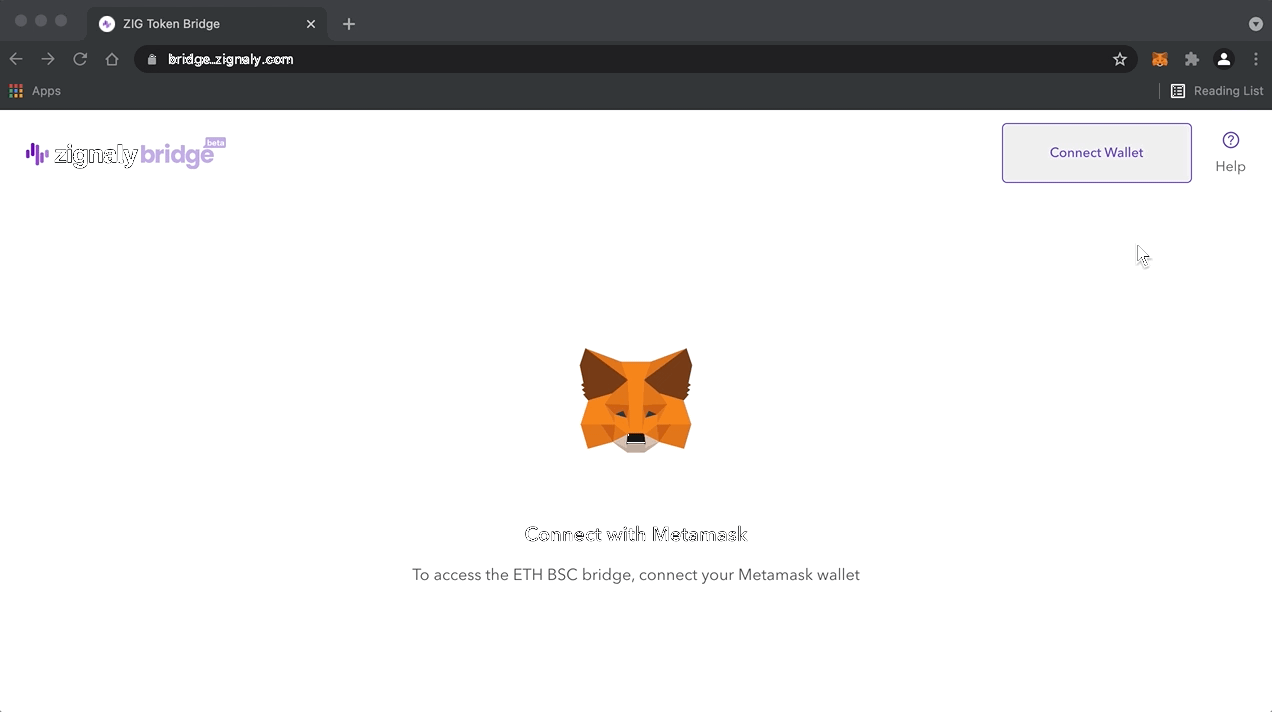 ZIG Token Bridge
bridge.zignaly.com
Apps
Reading List
zignaly bridge beta
Connect Wallet
Help
Connect with Metamask
To access the ETH BSC bridge, connect your Metamask wallet